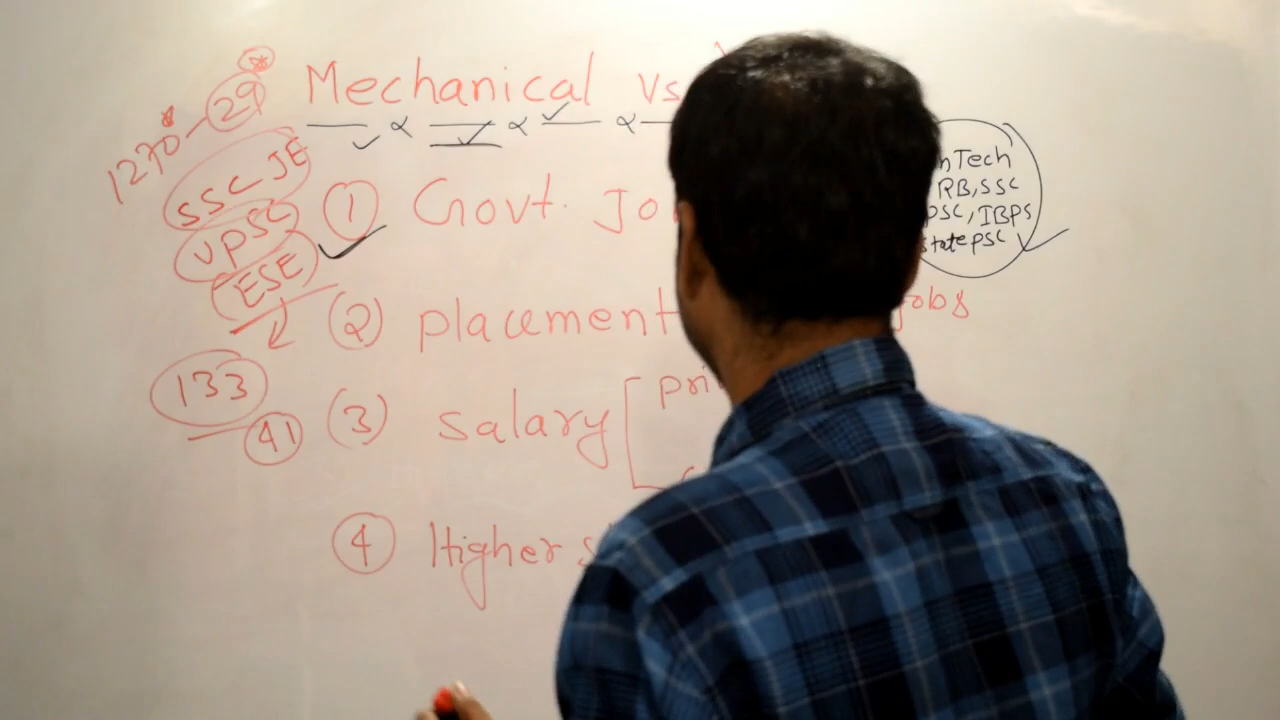 Mechanical Vs
1270 - 29
SSC JE
UPSC
ESE
133
41
① Govt. Jo
nTech
RB, SSC
PSC, IBPS
state PSC
② placement
jobs
③ salary
pri
④ Higher s